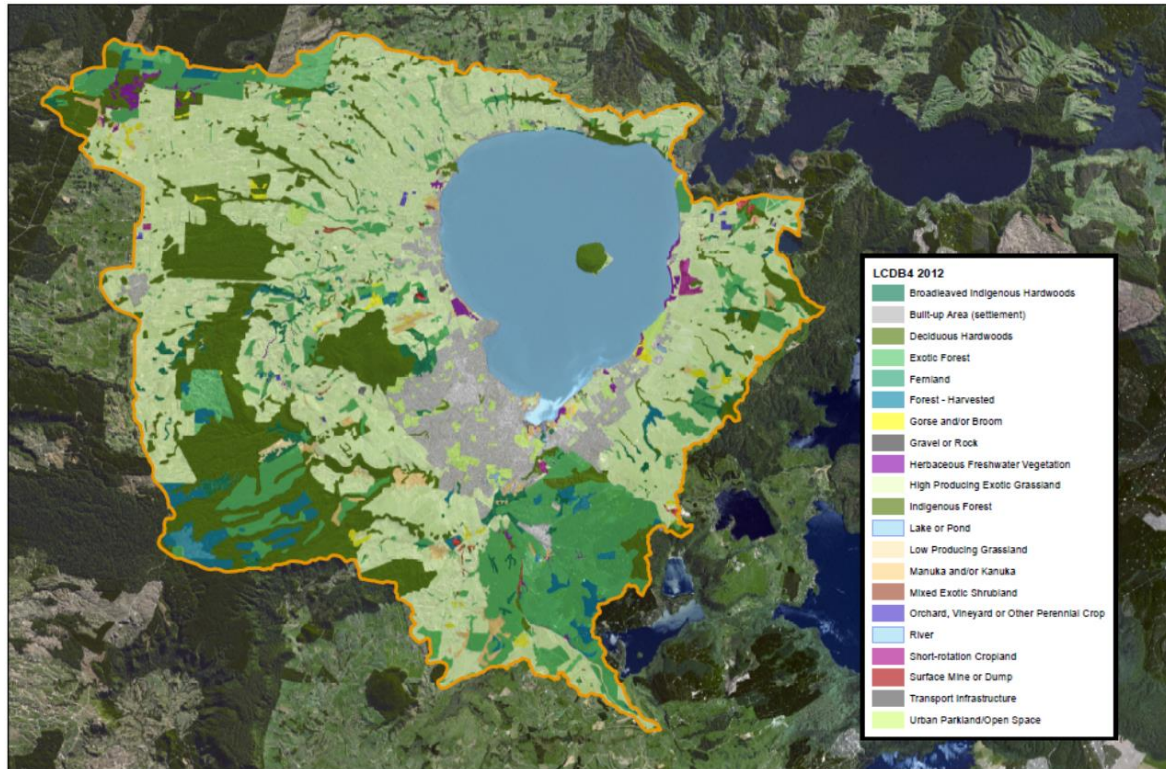 LCDB4 2012
Broadleaved Indigenous Hardwoods
Built-up Area (settlement)
Deciduous Hardwoods
Exotic Forest
Fernland
Forest - Harvested
Gorse and/or Broom
Gravel or Rock
Herbaceous Freshwater Vegetation
High Producing Exotic Grassland
Indigenous Forest
Lake or Pond
Low Producing Grassland
Manuka and/or Kanuka
Mixed Exotic Shrubland
Orchard, Vineyard or Other Perennial Crop
River
Short-rotation Cropland
Surface Mine or Dump
Transport Infrastructure
Urban Parkland/Open Space